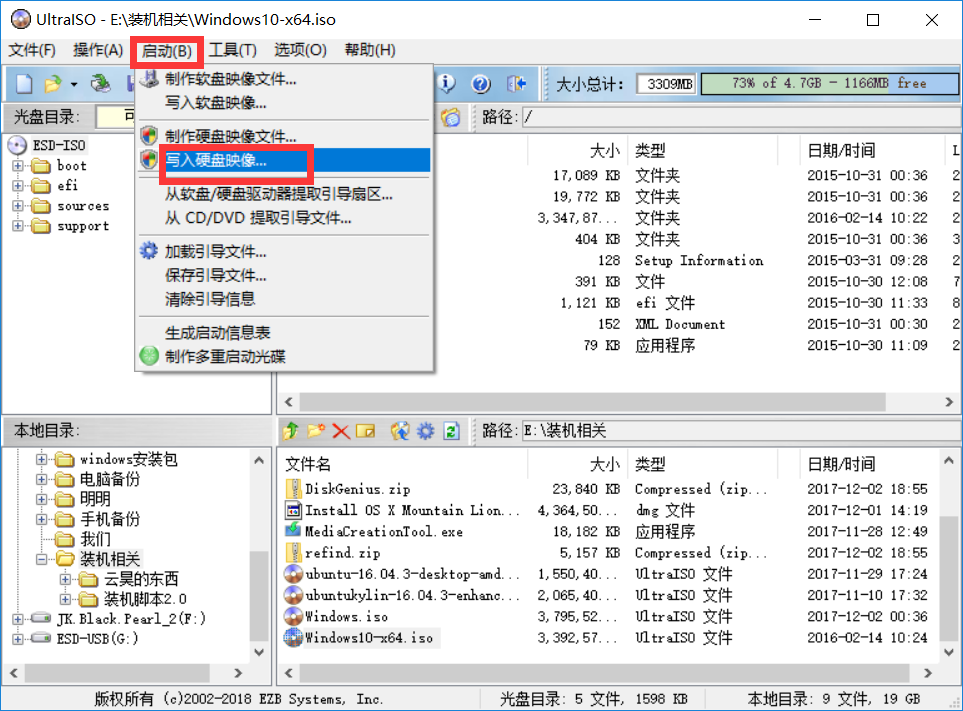 UltraISO - E:\装机相关\Windows10-x64.iso
文件(F) 操作(A) 启动(B) 工具(T) 选项(O) 帮助(H)
大小总计: 3309MB 73% of 4.7GB - 1166MB free
光盘目录: 可
路径: /
制作软盘映像文件...
写入软盘映像...
制作硬盘映像文件...
写入硬盘映像...
从软盘/硬盘驱动器提取引导扇区...
从 CD/DVD 提取引导文件...
加载引导文件...
保存引导文件...
清除引导信息
生成启动信息表
制作多重启动光碟
ESD-ISO
boot
efi
sources
support
大小 类型 日期/时间 L
17,089 KB 文件夹 2015-10-31 00:36 2
19,772 KB 文件夹 2015-10-31 00:36 2
3,347,87... 文件夹 2016-02-14 10:22 2
404 KB 文件夹 2015-10-31 00:36 3
128 Setup Information 2015-03-31 09:28 2
391 KB 文件 2015-10-30 12:08 7
1,121 KB efi 文件 2015-10-30 11:33 8
152 XML Document 2015-10-31 00:30 2
79 KB 应用程序 2015-10-30 11:09 2
本地目录:
路径: E:\装机相关
windows安装包
电脑备份
明明
手机备份
我们
装机相关
云昊的东西
装机脚本2.0
JK.Black.Pearl_2(F:)
ESD-USB(G:)
文件名 大小 类型 日期/时间
DiskGenius.zip 23,840 KB Compressed (zip... 2017-12-02 18:55
Install OS X Mountain Lion... 4,364,50... dmg 文件 2017-12-01 14:19
MediaCreationTool.exe 18,182 KB 应用程序 2017-11-28 12:49
refind.zip 5,157 KB Compressed (zip... 2017-12-02 18:55
ubuntu-16.04.3-desktop-amd... 1,550,40... UltraISO 文件 2017-11-29 17:24
ubuntukylin-16.04.3-enhanc... 2,065,40... UltraISO 文件 2017-11-10 17:32
Windows.iso 3,795,52... UltraISO 文件 2017-12-02 00:36
Windows10-x64.iso 3,392,57... UltraISO 文件 2016-02-14 10:24
版权所有 (c)2002-2018 EZB Systems, Inc. 光盘目录: 5 文件, 1598 KB 本地目录: 9 文件, 19 GB